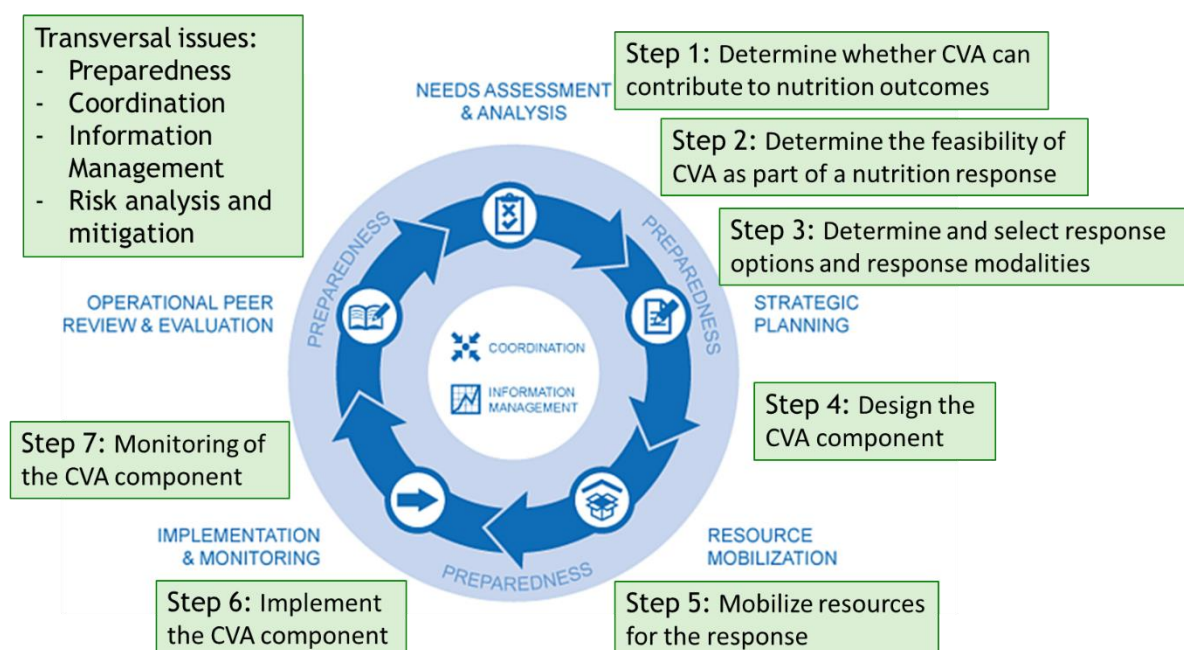 Transversal issues:
- Preparedness
- Coordination
- Information
Management
- Risk analysis and
mitigation
NEEDS ASSESSMENT
& ANALYSIS
Step 1: Determine whether CVA can
contribute to nutrition outcomes
Step 2: Determine the feasibility of
CVA as part of a nutrition response
Step 3: Determine and select response
options and response modalities
PREPAREDNESS
PREPAREDNESS
OPERATIONAL PEER
REVIEW & EVALUATION
STRATEGIC
PLANNING
COORDINATION
INFORMATION
MANAGEMENT
Step 4: Design the
CVA component
Step 7: Monitoring of
the CVA component
IMPLEMENTATION
& MONITORING
RESOURCE
MOBILIZATION
PREPAREDNESS
Step 6: Implement
the CVA component
Step 5: Mobilize resources
for the response